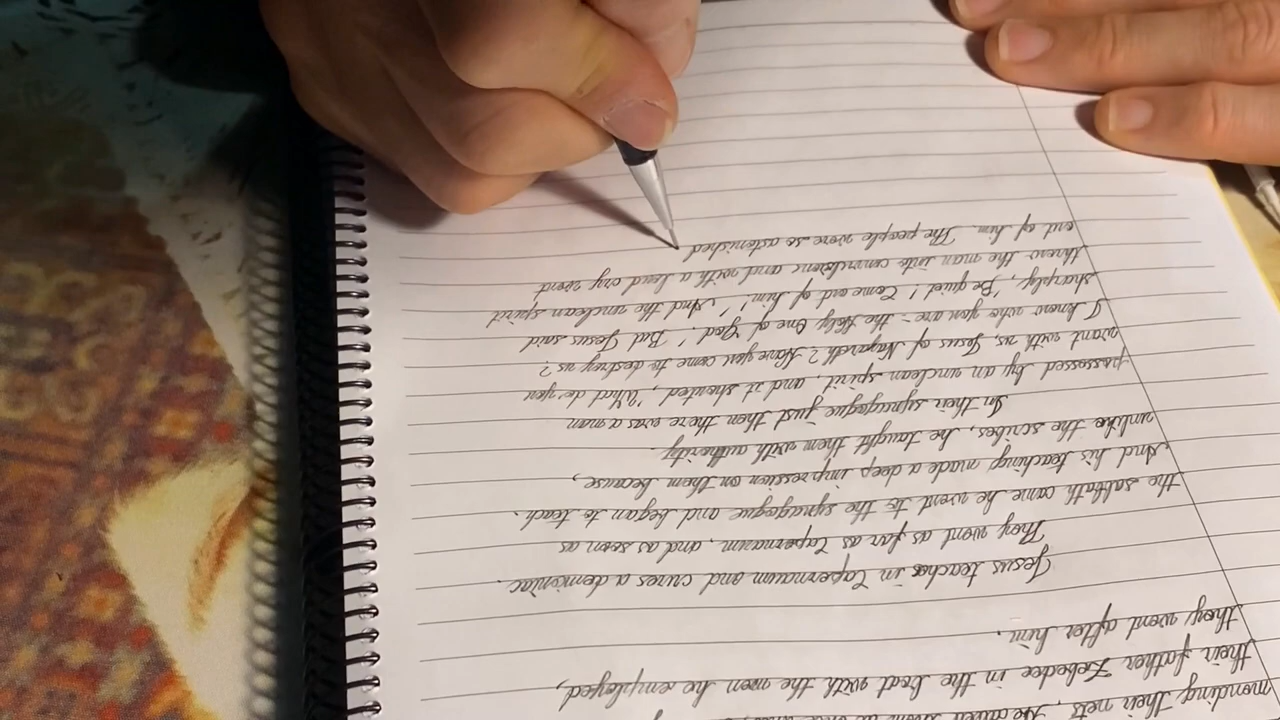 mending their nets. He called them at once and,
their father Zebedee in the boat with the men he employed,
they went after him.
Jesus teaches in Capernaum and cures a demoniac.
They went as far as Capernaum, and as soon as
the sabbath came he went to the synagogue and began to teach.
And his teaching made a deep impression on them because,
unlike the scribes, he taught them with authority.
In their synagogue just then there was a man
possessed by an unclean spirit, and it shouted, 'What do you
want with us, Jesus of Nazareth? Have you come to destroy us?
I know who you are - the Holy One of God.' But Jesus said
sharply, 'Be quiet! Come out of him!' And the unclean spirit
threw the man into convulsions and with a loud cry went
out of him. The people were so astonished